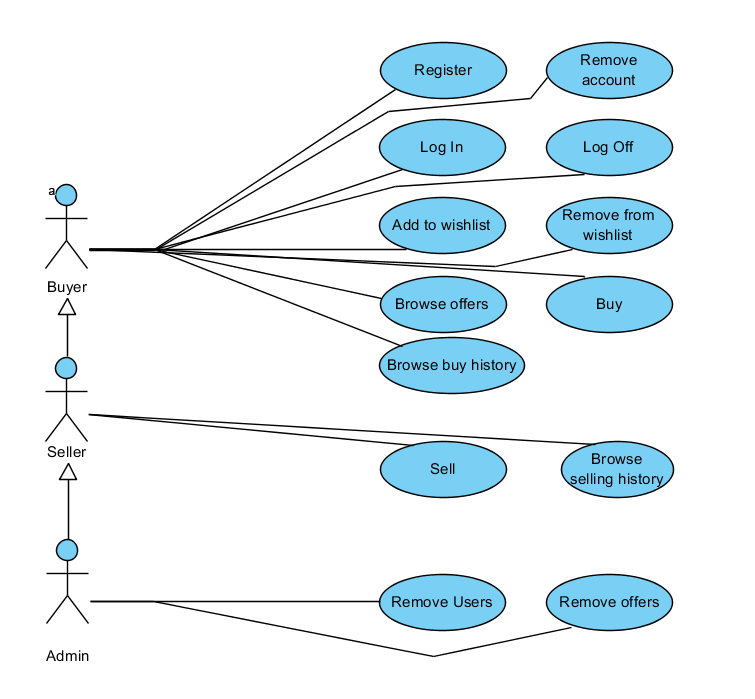 Register
Remove
account
Log In
Log Off
a
Add to wishlist
Remove from
wishlist
Buyer
Browse offers
Buy
Browse buy history
Seller
Sell
Browse
selling history
Remove Users
Remove offers
Admin